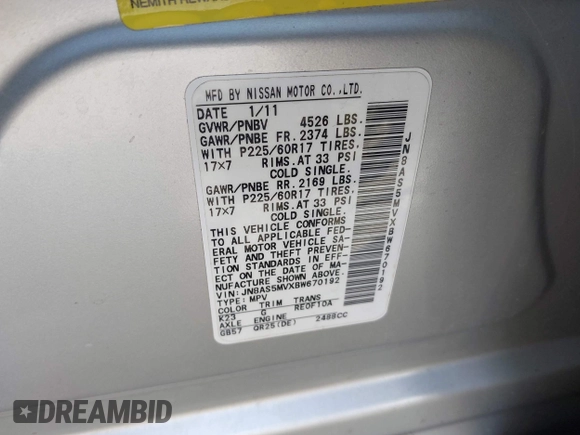 MFD BY NISSAN MOTOR CO.,LTD.
DATE 1/11
GVWR/PNBV 4526 LBS.
GAWR/PNBE FR. 2374 LBS.
WITH P225/60R17 TIRES.
17×7 RIMS.AT 33 PSI
COLD SINGLE.
GAWR/PNBE RR. 2169 LBS.
WITH P225/60R17 TIRES.
17×7 RIMS.AT 33 PSI
COLD SINGLE.
THIS VEHICLE CONFORMS
TO ALL APPLICABLE FED-
ERAL MOTOR VEHICLE SA-
FETY AND THEFT PREVEN-
TION STANDARDS IN EFF-
ECT ON THE DATE OF MA-
NUFACTURE SHOWN ABOVE.
VIN: JN8AS5MVXBW670192
TYPE: MPV
COLOR TRIM TRANS
K23 G RE0F10A
AXLE ENGINE
GB57 QR25(DE) 2488CC
JN8AS5MVXBW670192
DREAMBID